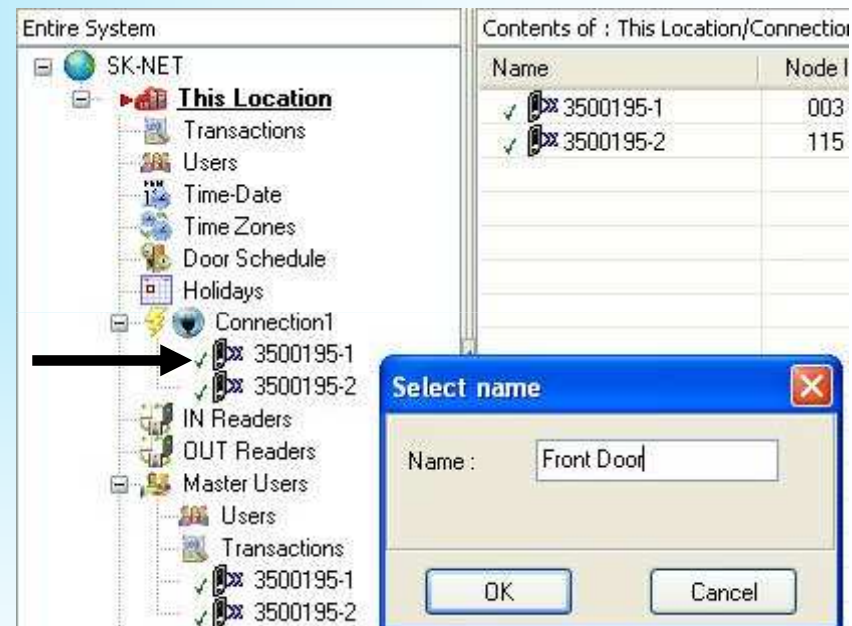 Entire System
SK-NET
This Location
Transactions
Users
Time-Date
Time Zones
Door Schedule
Holidays
Connection1
3500195-1
3500195-2
IN Readers
OUT Readers
Master Users
Users
Transactions
3500195-1
3500195-2
Contents of : This Location/Connection
Name Node I
3500195-1 003
3500195-2 115
Select name
Name : Front Door
OK Cancel